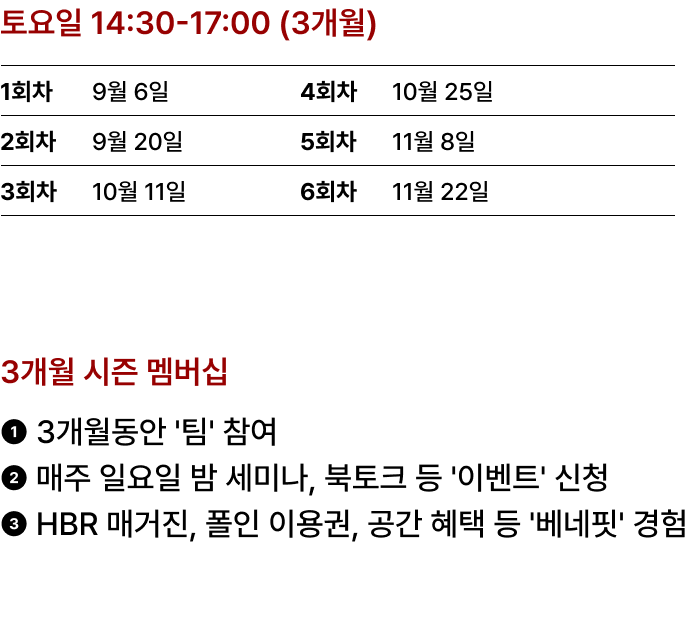 토요일 14:30-17:00 (3개월)
1회차 9월 6일 4회차 10월 25일
2회차 9월 20일 5회차 11월 8일
3회차 10월 11일 6회차 11월 22일
3개월 시즌 멤버십
❶ 3개월동안 '팀' 참여
❷ 매주 일요일 밤 세미나, 북토크 등 '이벤트' 신청
❸ HBR 매거진, 폴인 이용권, 공간 혜택 등 '베네핏' 경험